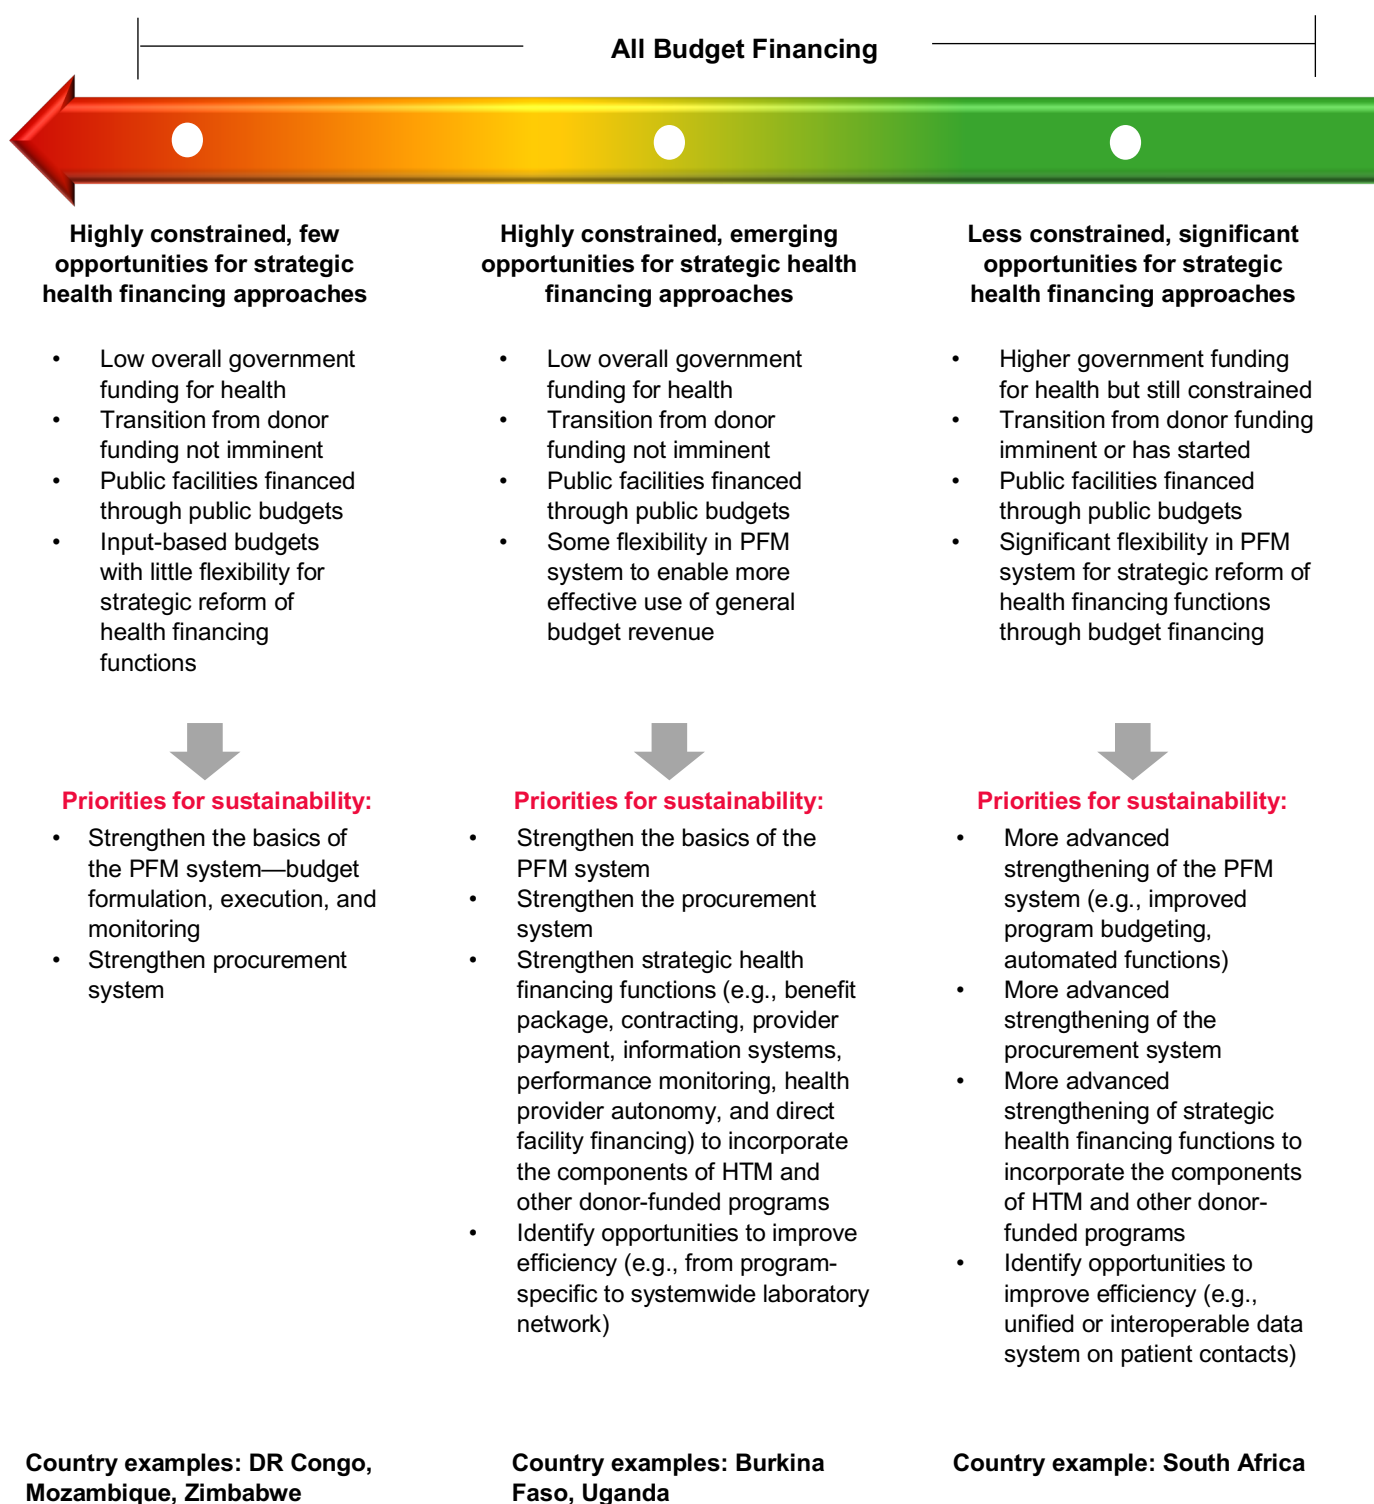 All Budget Financing
Highly constrained, few
opportunities for strategic
health financing approaches
• Low overall government
funding for health
• Transition from donor
funding not imminent
• Public facilities financed
through public budgets
• Input-based budgets
with little flexibility for
strategic reform of
health financing
functions
Priorities for sustainability:
• Strengthen the basics of
the PFM system—budget
formulation, execution, and
monitoring
• Strengthen procurement
system
Country examples: DR Congo,
Mozambique, Zimbabwe
Highly constrained, emerging
opportunities for strategic health
financing approaches
• Low overall government
funding for health
• Transition from donor
funding not imminent
• Public facilities financed
through public budgets
• Some flexibility in PFM
system to enable more
effective use of general
budget revenue
Priorities for sustainability:
• Strengthen the basics of the
PFM system
• Strengthen the procurement
system
• Strengthen strategic health
financing functions (e.g., benefit
package, contracting, provider
payment, information systems,
performance monitoring, health
provider autonomy, and direct
facility financing) to incorporate
the components of HTM and
other donor-funded programs
• Identify opportunities to improve
efficiency (e.g., from program-
specific to systemwide laboratory
network)
Country examples: Burkina
Faso, Uganda
Less constrained, significant
opportunities for strategic
health financing approaches
• Higher government funding
for health but still constrained
• Transition from donor funding
imminent or has started
• Public facilities financed
through public budgets
• Significant flexibility in PFM
system for strategic reform of
health financing functions
through budget financing
Priorities for sustainability:
• More advanced
strengthening of the PFM
system (e.g., improved
program budgeting,
automated functions)
• More advanced
strengthening of the
procurement system
• More advanced
strengthening of strategic
health financing functions to
incorporate the components
of HTM and other donor-
funded programs
• Identify opportunities to
improve efficiency (e.g.,
unified or interoperable data
system on patient contacts)
Country example: South Africa